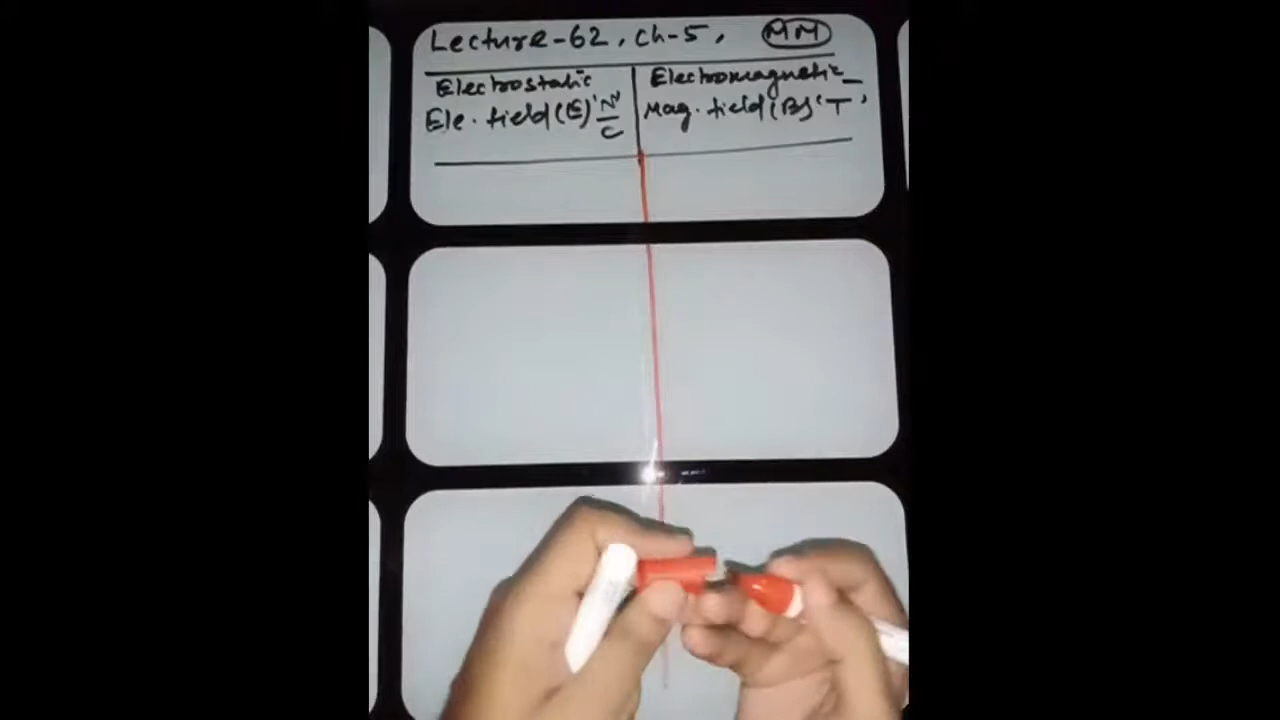 Lecture-62, Ch-5, MM
Electrostatic
Ele. field (E) 'N/C'
Electromagnetic
Mag. field (B) 'T'